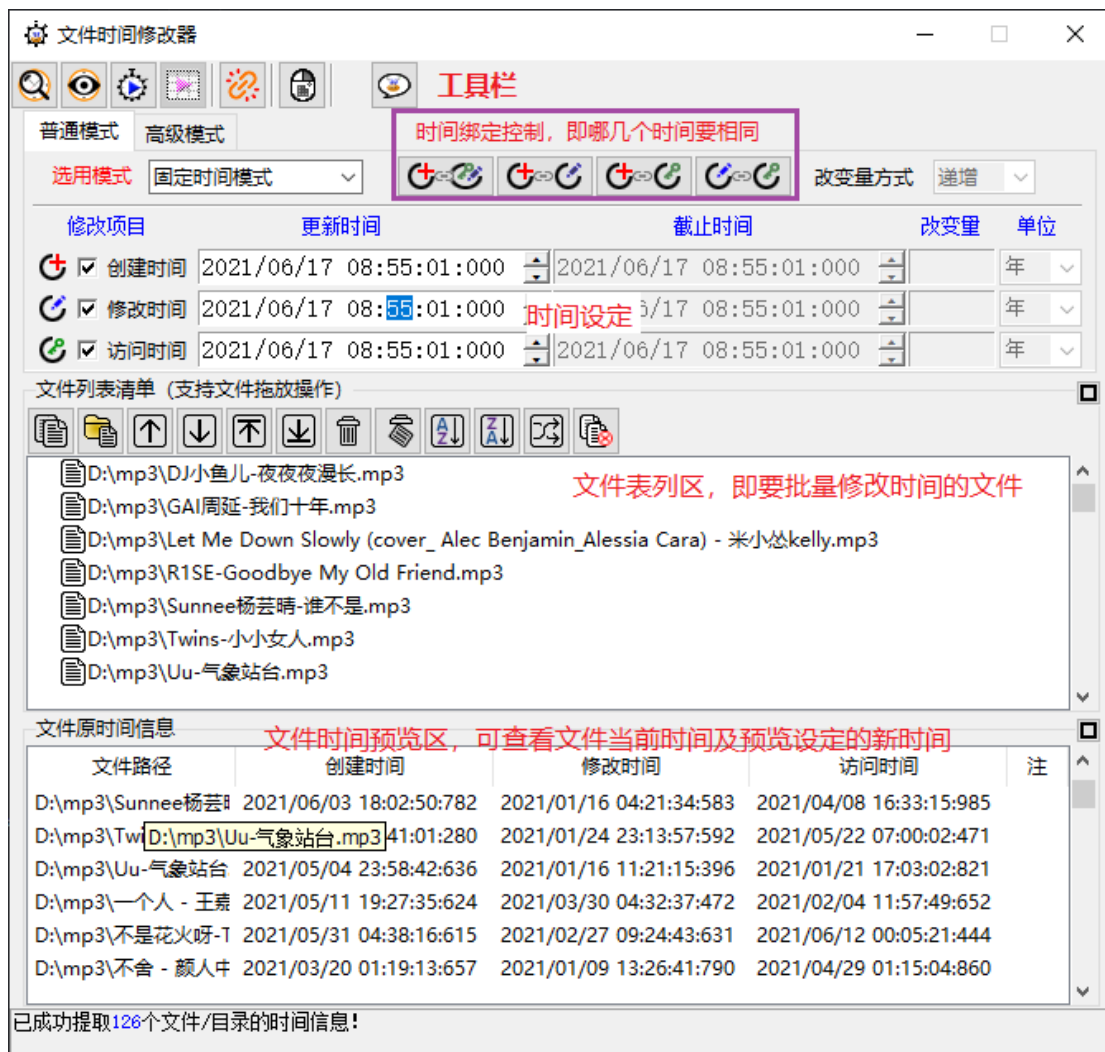 文件时间修改器
工具栏
普通模式 高级模式
时间绑定控制，即哪几个时间要相同
选用模式 固定时间模式 改变量方式 递增
修改项目 更新时间 截止时间 改变量 单位
创建时间 2021/06/17 08:55:01:000 2021/06/17 08:55:01:000 年
修改时间 2021/06/17 08:55:01:000 时间设定 6/17 08:55:01:000 年
访问时间 2021/06/17 08:55:01:000 2021/06/17 08:55:01:000 年
文件列表清单（支持文件拖放操作）
D:\mp3\DJ小鱼儿-夜夜夜漫长.mp3
文件表列区，即要批量修改时间的文件
D:\mp3\GAI周延-我们十年.mp3
D:\mp3\Let Me Down Slowly (cover_ Alec Benjamin_Alessia Cara) - 米小怂kelly.mp3
D:\mp3\R1SE-Goodbye My Old Friend.mp3
D:\mp3\Sunnee杨芸晴-谁不是.mp3
D:\mp3\Twins-小小女人.mp3
D:\mp3\Uu-气象站台.mp3
文件原时间信息
文件时间预览区，可查看文件当前时间及预览设定的新时间
文件路径 创建时间 修改时间 访问时间 注
D:\mp3\Sunnee杨芸 2021/06/03 18:02:50:782 2021/01/16 04:21:34:583 2021/04/08 16:33:15:985
D:\mp3\Twi D:\mp3\Uu-气象站台.mp3 41:01:280 2021/01/24 23:13:57:592 2021/05/22 07:00:02:471
D:\mp3\Uu-气象站台 2021/05/04 23:58:42:636 2021/01/16 11:21:15:396 2021/01/21 17:03:02:821
D:\mp3\一个人 - 王 2021/05/11 19:27:35:624 2021/03/30 04:32:37:472 2021/02/04 11:57:49:652
D:\mp3\不是花火呀-T 2021/05/31 04:38:16:615 2021/02/27 09:24:43:631 2021/06/12 00:05:21:444
D:\mp3\不舍 - 颜人中 2021/03/20 01:19:13:657 2021/01/09 13:26:41:790 2021/04/29 01:15:04:860
已成功提取126个文件/目录的时间信息!